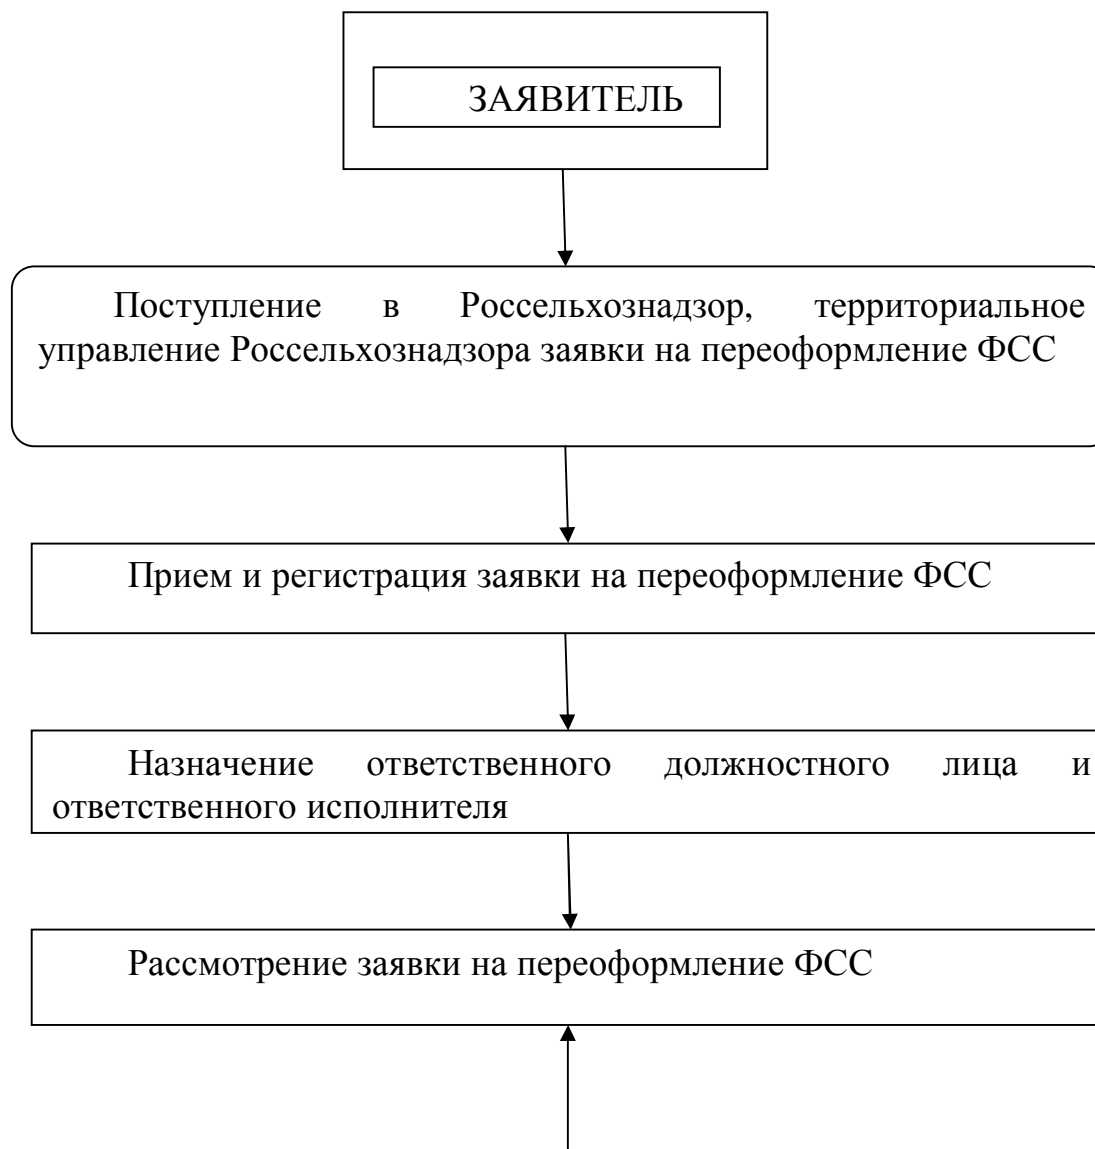 ЗАЯВИТЕЛЬ
Поступление в Россельхознадзор, территориальное
управление Россельхознадзора заявки на переоформление ФСС
Прием и регистрация заявки на переоформление ФСС
Назначение ответственного должностного лица и
ответственного исполнителя
Рассмотрение заявки на переоформление ФСС